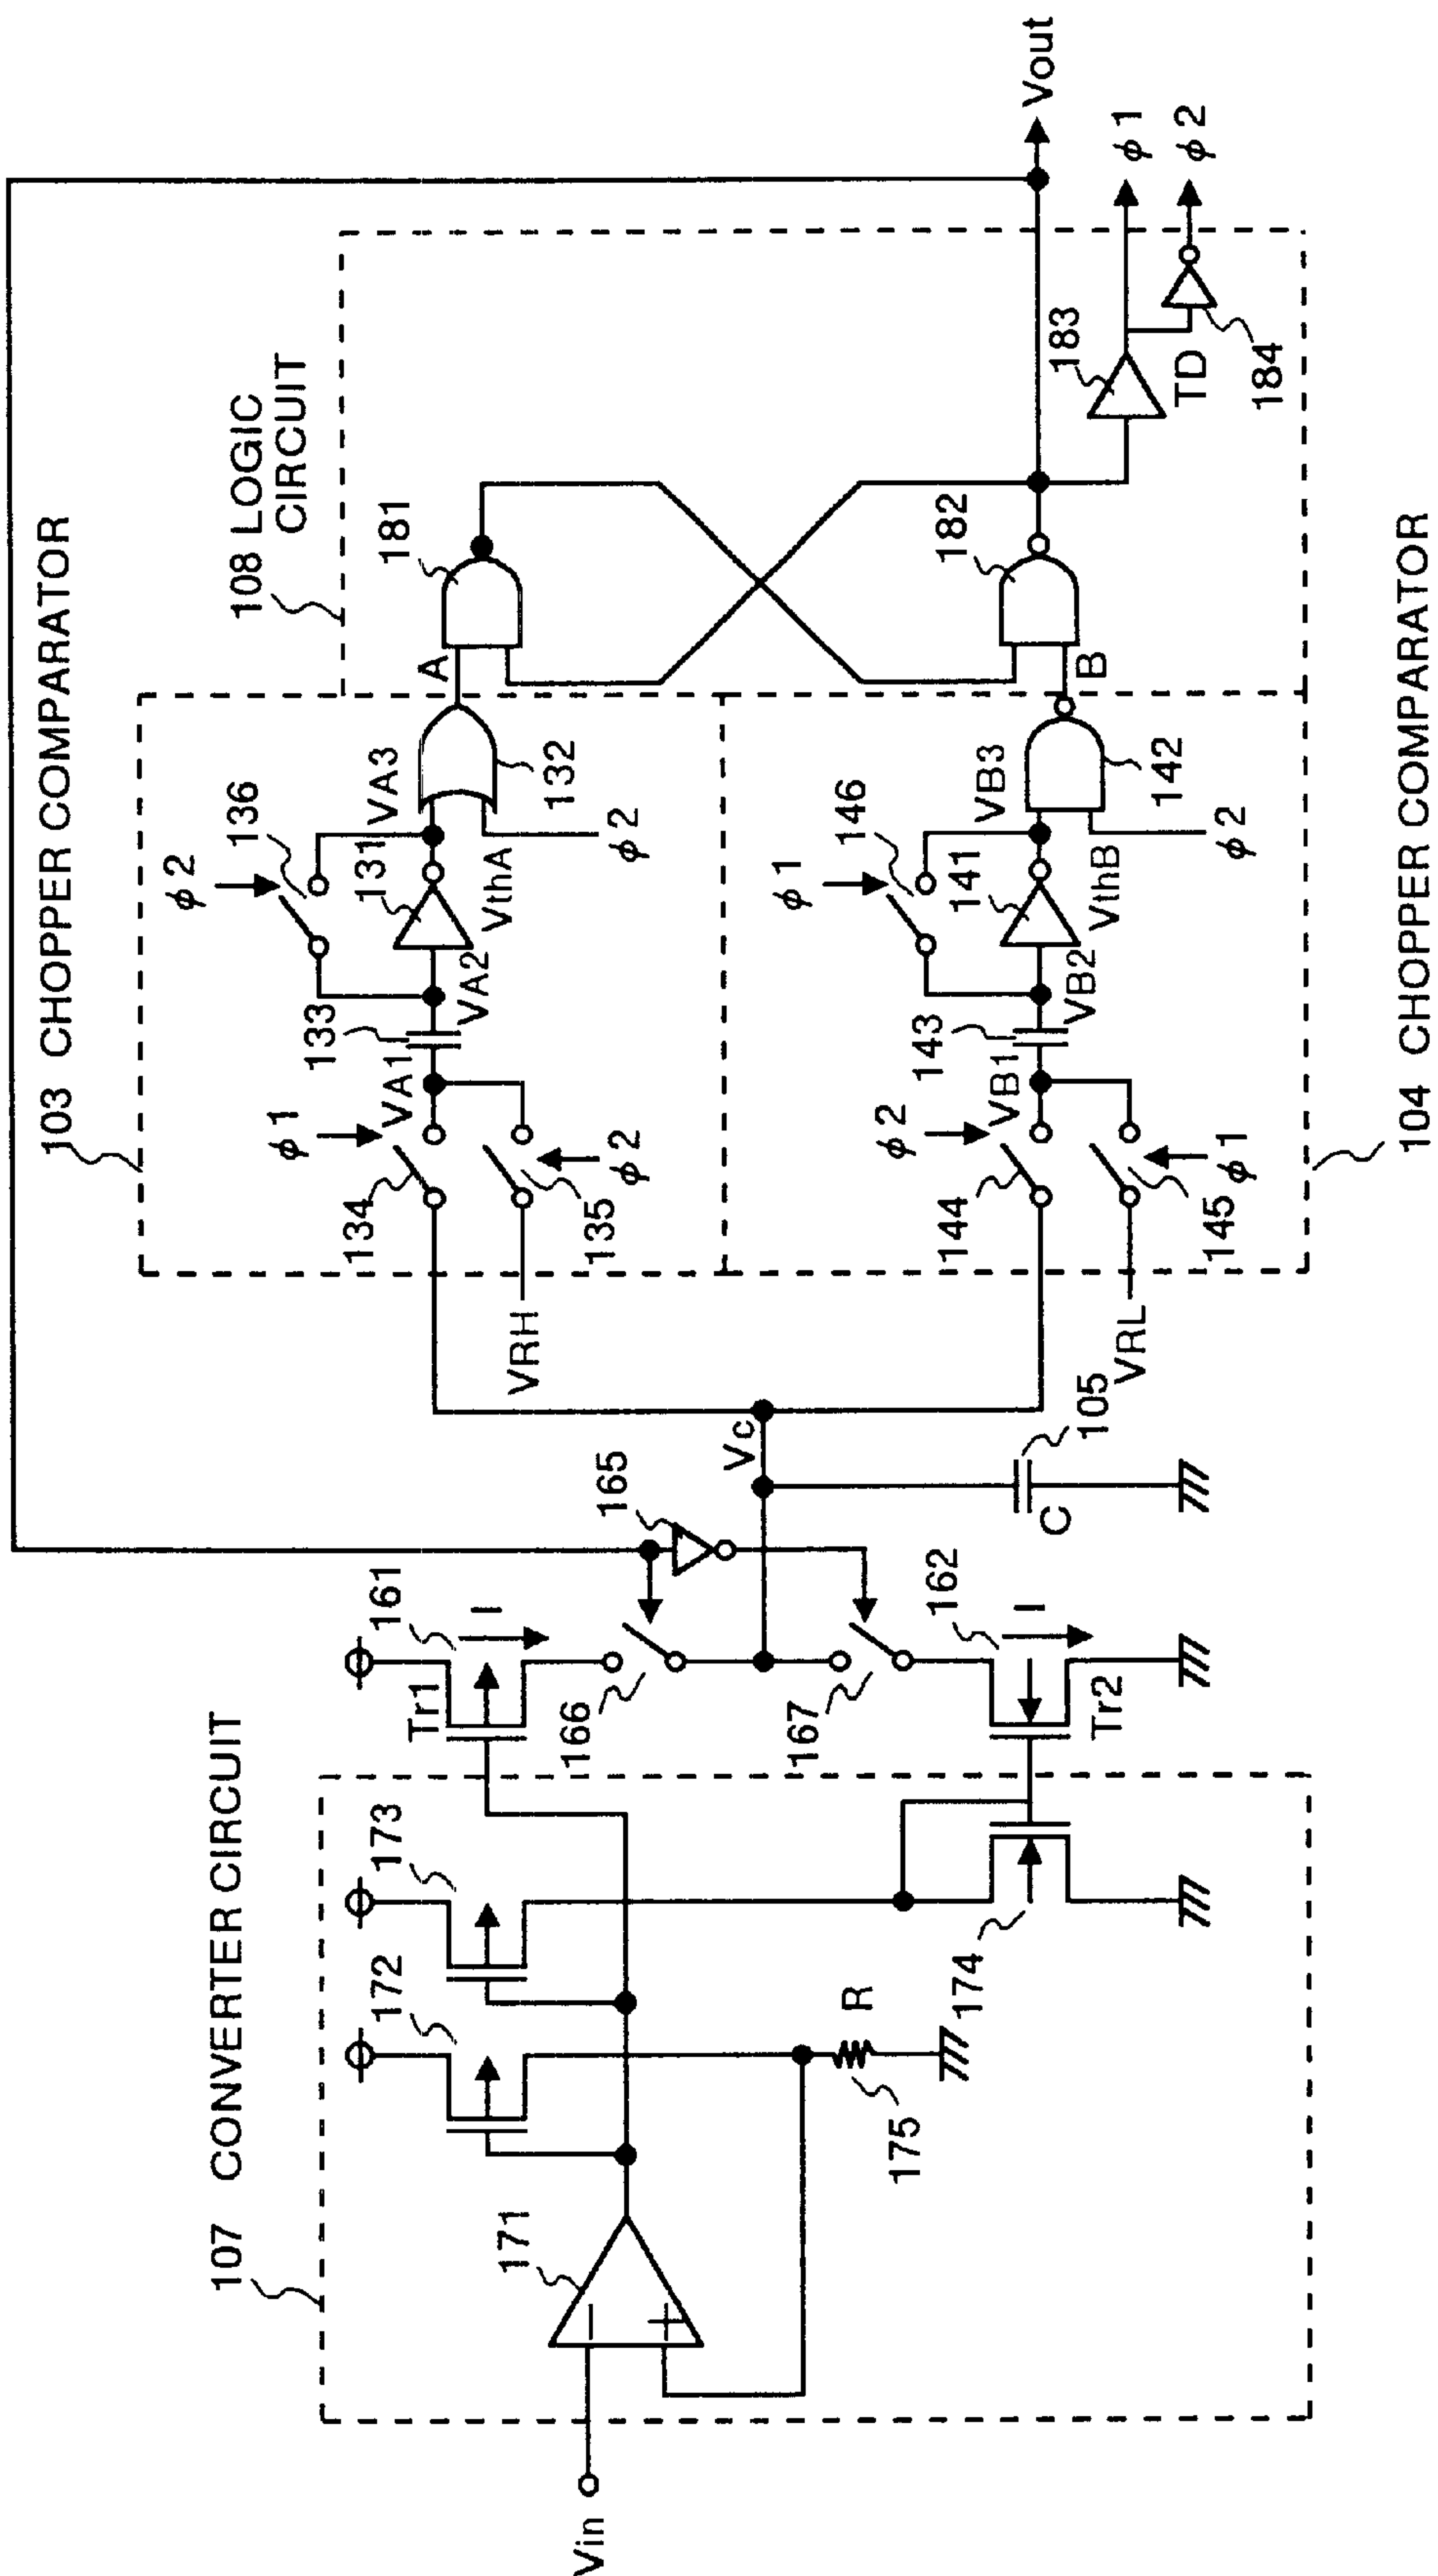 103 CHOPPER COMPARATOR
108 LOGIC
CIRCUIT
107 CONVERTER CIRCUIT
104 CHOPPER COMPARATOR
Vin
171
172
173
174
175
R
Tr1
161
I
166
165
167
162
I
Tr2
Vc
C
105
VRH
VRL
134
φ1
135
φ2
VA1
133
VA2
φ2
136
131
VthA
VA3
132
φ2
A
144
φ2
145
φ1
VB1
143
VB2
φ1
146
141
VthB
VB3
142
φ2
B
181
182
183
TD
184
Vout
φ1
φ2